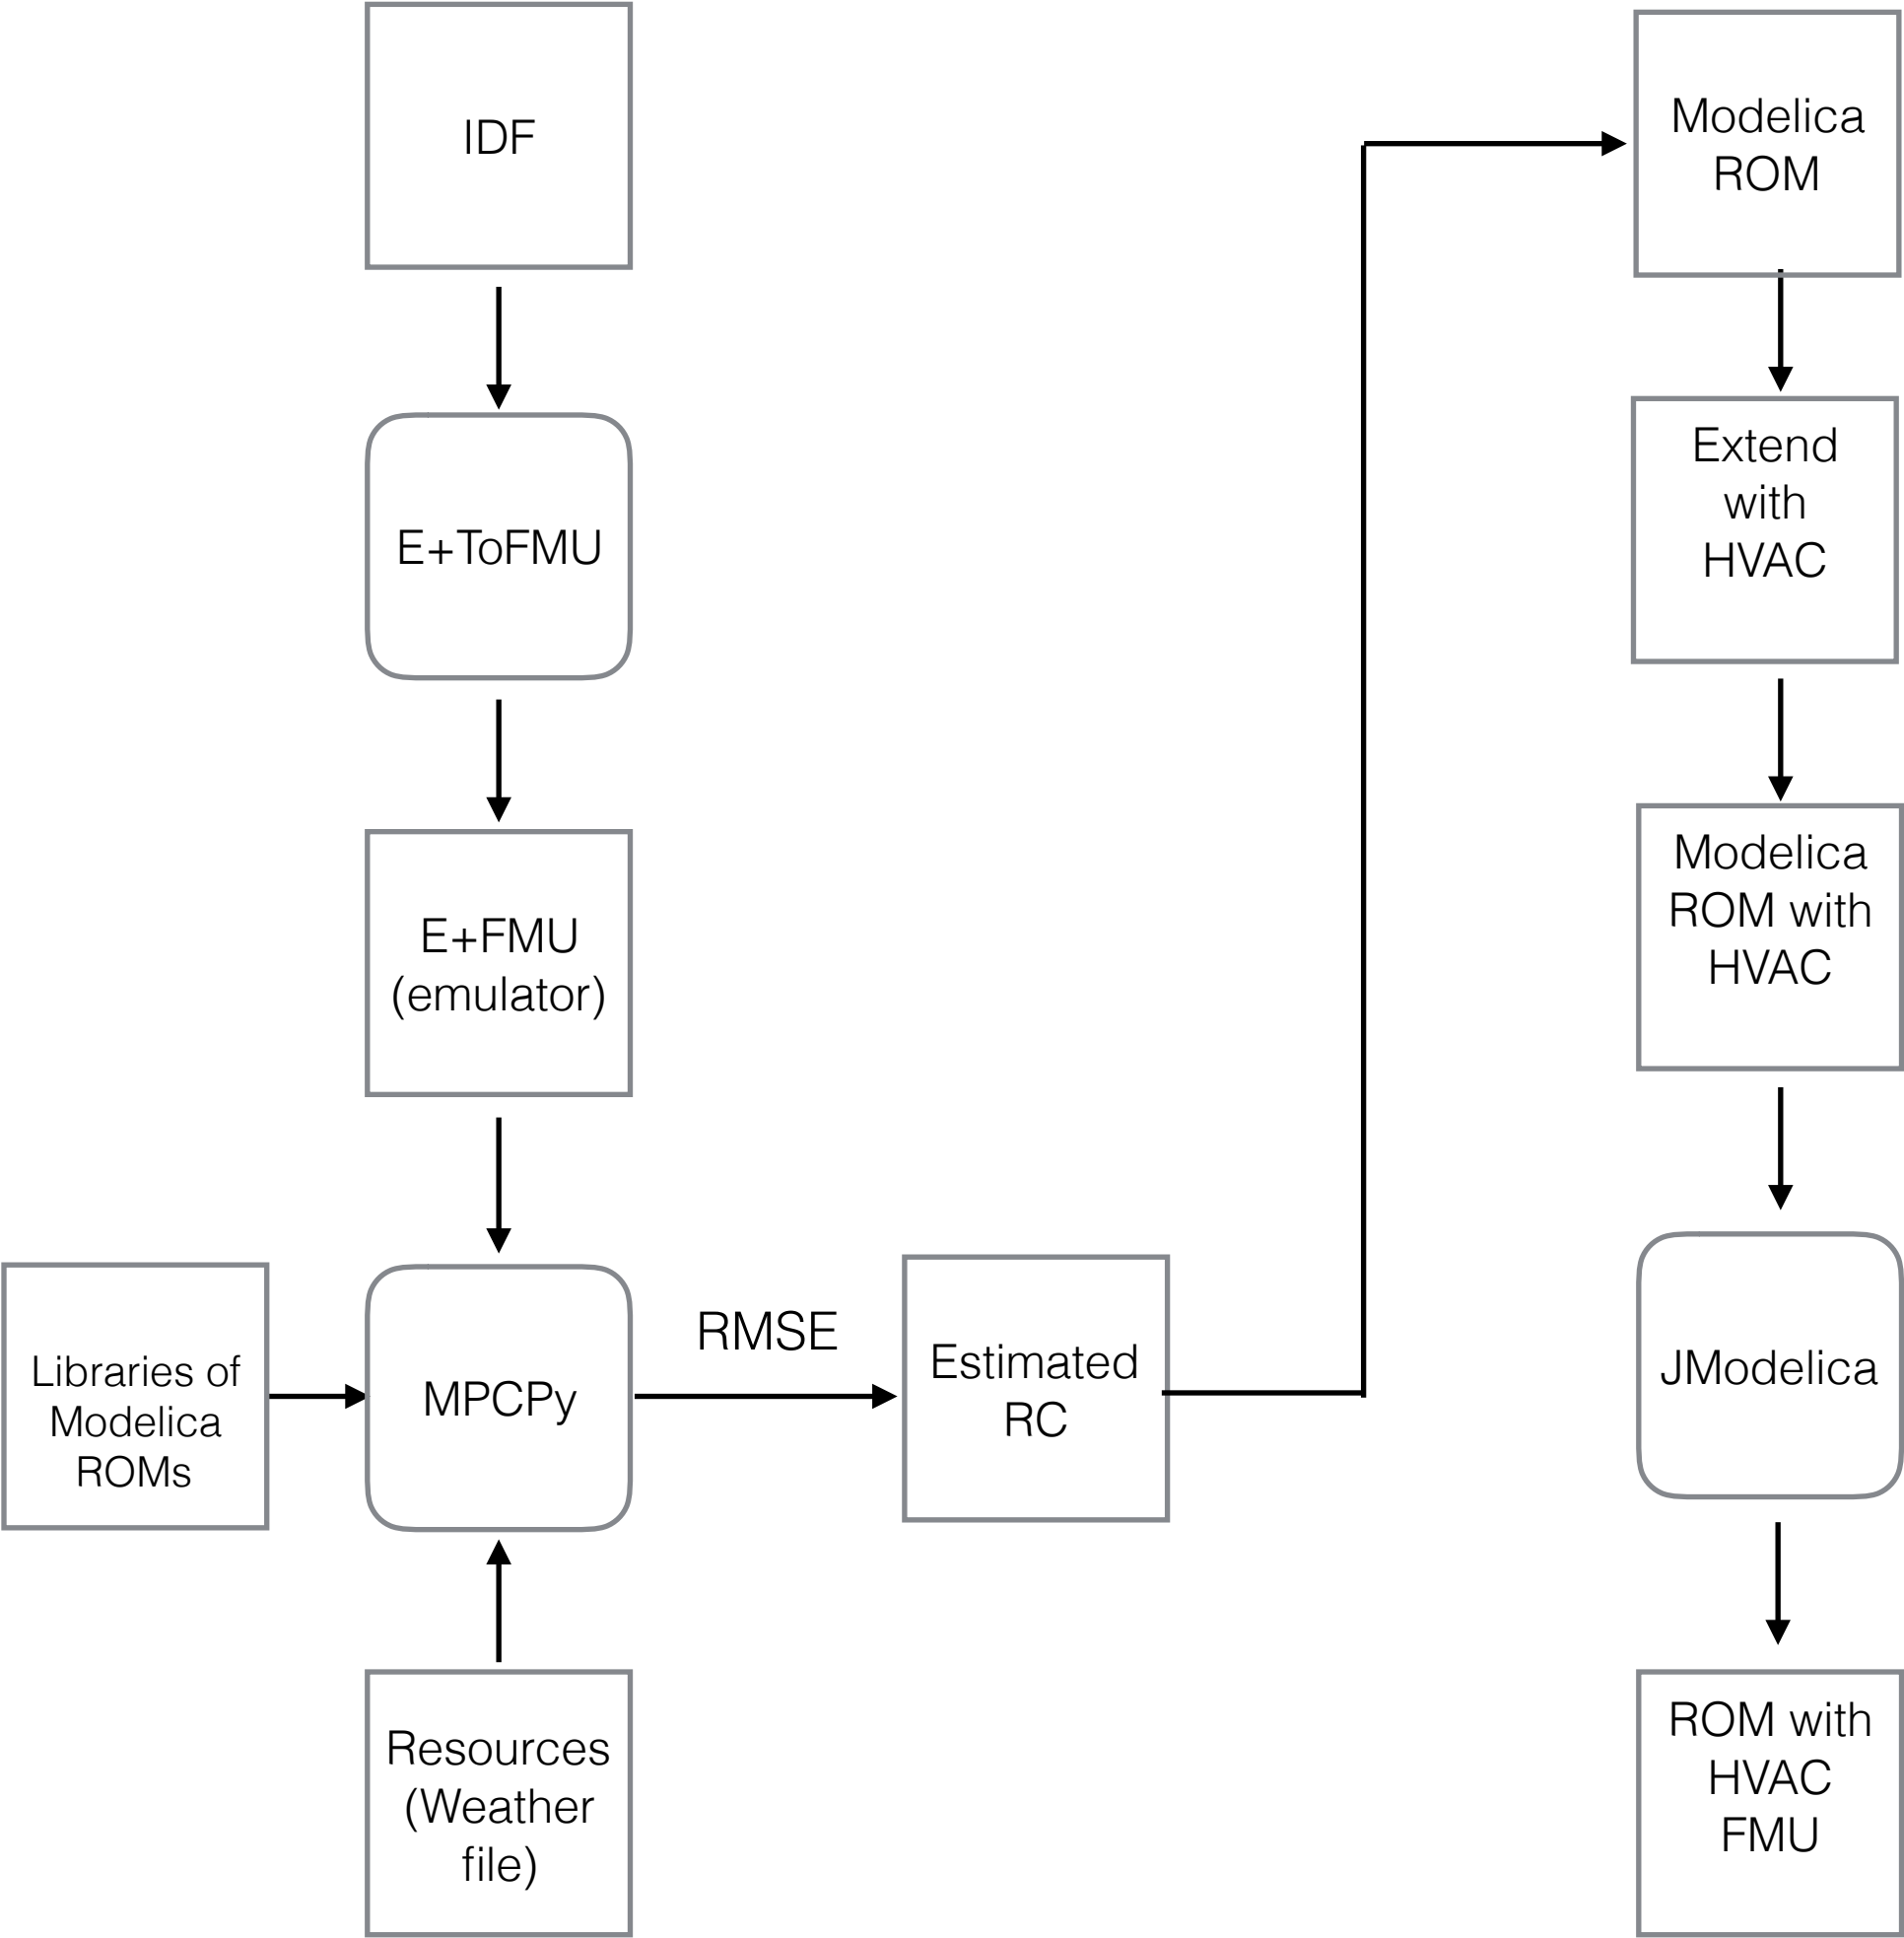 IDF
E+ToFMU
E+FMU
(emulator)
Libraries of
Modelica
ROMs
MPCPy
RMSE
Resources
(Weather
file)
Estimated
RC
Modelica
ROM
Extend
with
HVAC
Modelica
ROM with
HVAC
JModelica
ROM with
HVAC
FMU